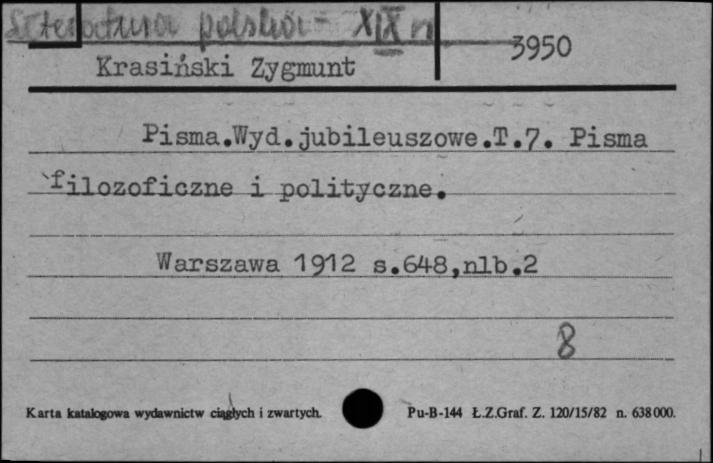 Literatura polska - XIX w
3950
Krasiński Zygmunt
Pisma.Wyd.jubileuszowe.T.7. Pisma
filozoficzne i polityczne.
Warszawa 1912 s.648,nlb.2
8
Karta katalogowa wydawnictw ciągłych i zwartych.
Pu-B-144 Ł.Z.Graf. Z. 120/15/82 n. 638000.